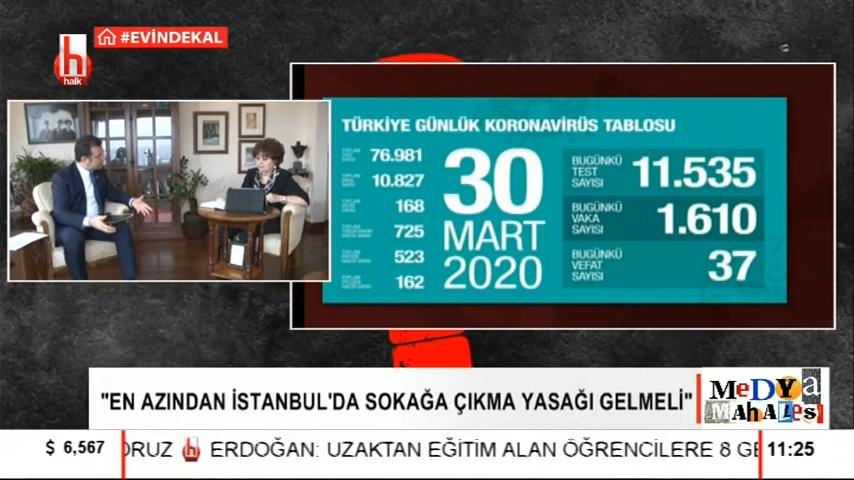 #EVİNDEKAL
h
halk
TÜRKİYE GÜNLÜK KORONAVİRÜS TABLOSU
76.981
10.827
168
725
523
162
30
MART
2020
BUGÜNKÜ
TEST
SAYISI
11.535
BUGÜNKÜ
VAKA
SAYISI
1.610
BUGÜNKÜ
VEFAT
SAYISI
37
"EN AZINDAN İSTANBUL'DA SOKAĞA ÇIKMA YASAĞI GELMELİ"
MeDYa
MaHALLesi
$ 6,567
ORUZ h ERDOĞAN: UZAKTAN EĞİTİM ALAN ÖĞRENCİLERE 8 GE
11:25